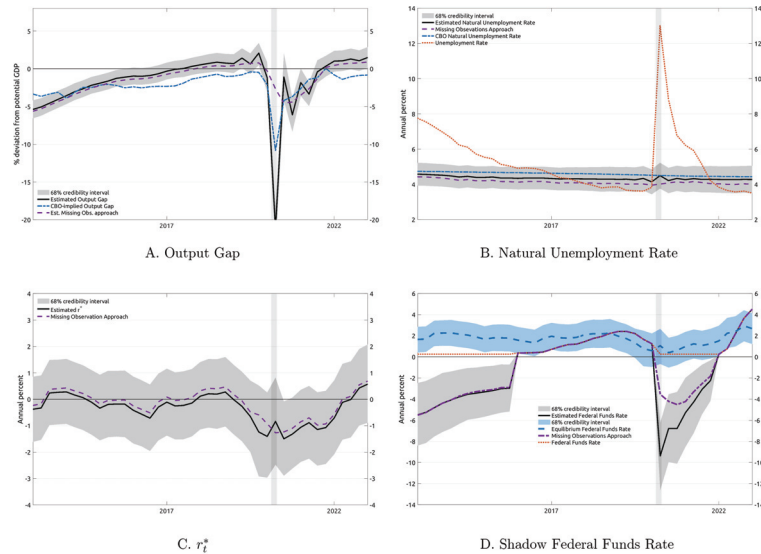 4
2
0
-2
-4
-6
-8
-10
-12
-14
5
0
-5
-10
-15
-20
% deviation from potential GDP
68% credibility interval
Estimated Output Gap
CBO-Implied Output Gap
Est. Missing Obs. approach
2017
2022
5
0
-5
-10
-15
-20
A. Output Gap
14
12
10
8
6
4
2
Annual percent
68% credibility interval
Estimated Natural Unemployment Rate
Missing Observations Approach
CBO Natural Unemployment Rate
Unemployment Rate
2017
2022
14
12
10
8
6
4
2
B. Natural Unemployment Rate
4
3
2
1
0
-1
-2
-3
-4
Annual percent
68% credibility interval
Estimated r*
Missing Observation Approach
2017
2022
4
3
2
1
0
-1
-2
-3
-4
C. r*t
6
4
2
0
-2
-4
-6
-8
-10
-12
-14
Annual percent
68% credibility interval
Estimated Federal Funds Rate
68% credibility interval
Equilibrium Federal Funds Rate
Missing Observations Approach
Federal Funds Rate
2017
2022
D. Shadow Federal Funds Rate